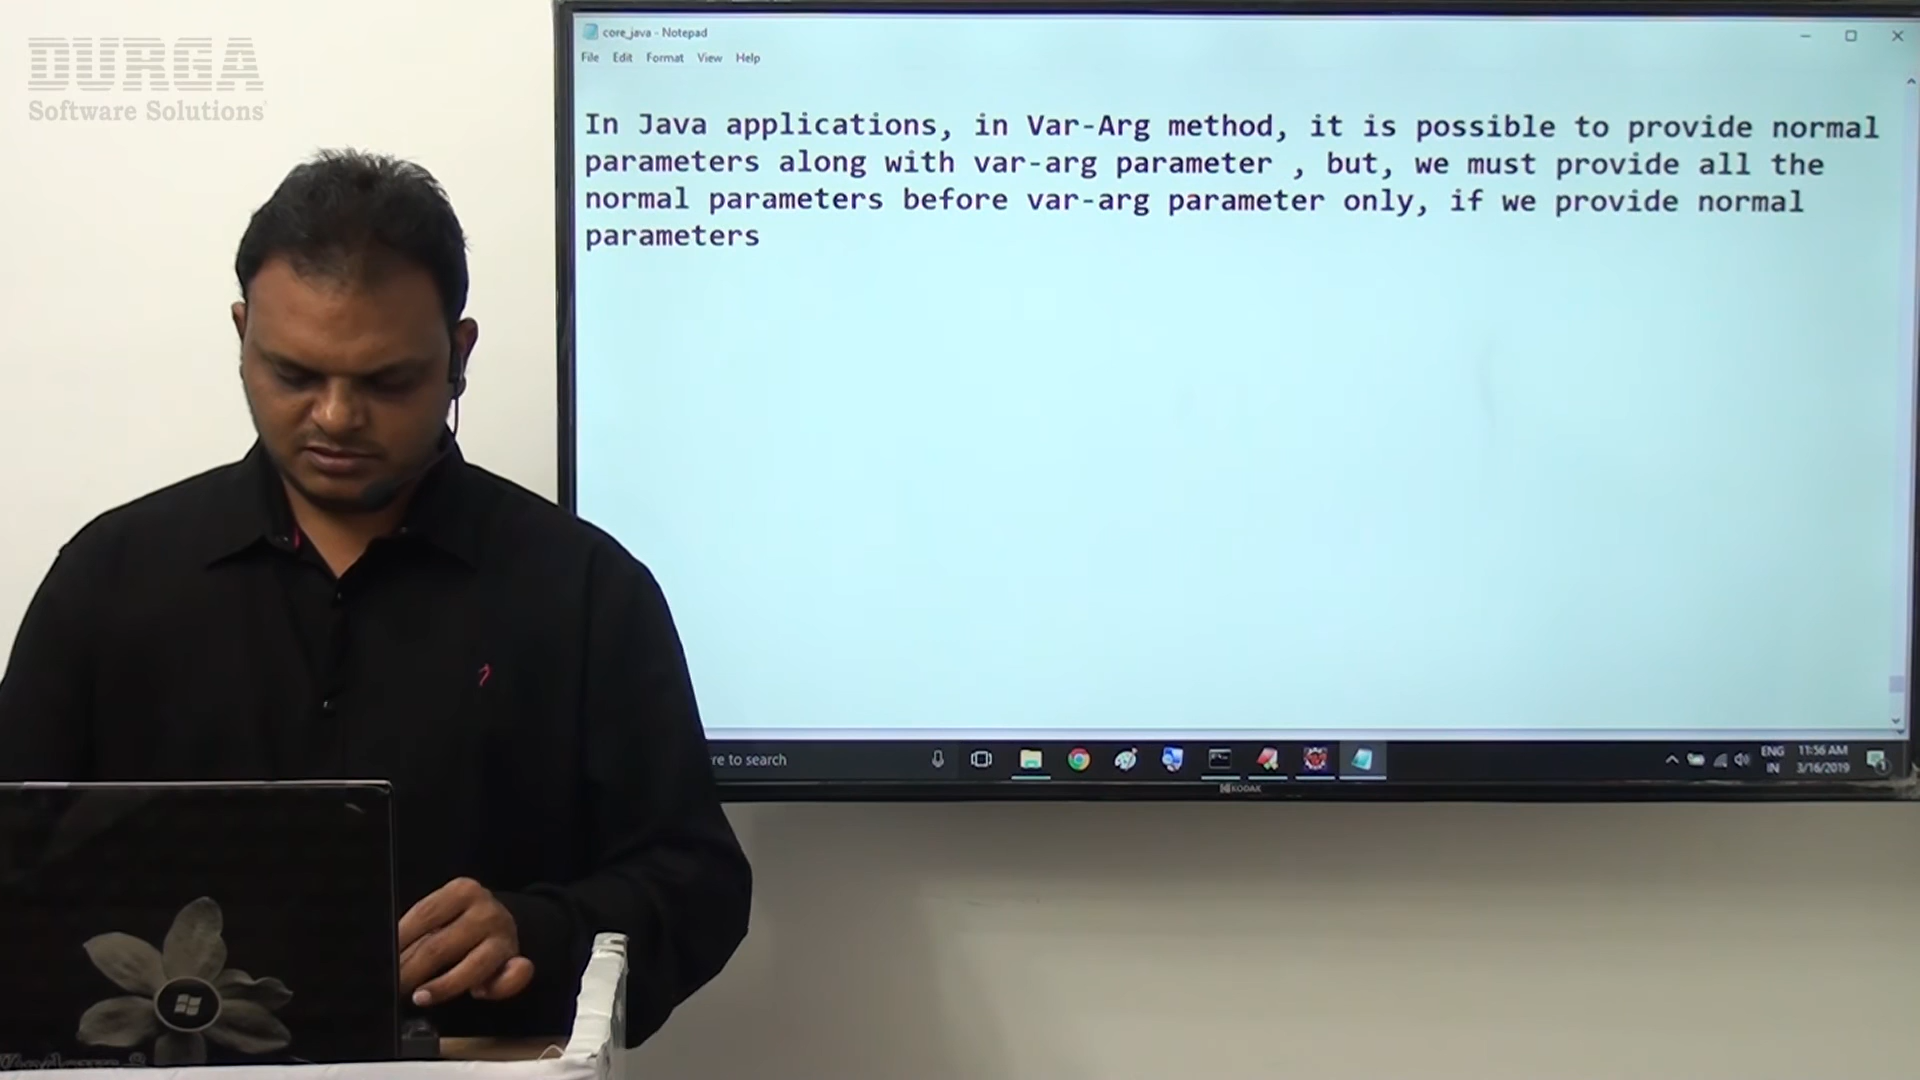 DURGA
Software Solutions
core_java - Notepad
File Edit Format View Help
In Java applications, in Var-Arg method, it is possible to provide normal
parameters along with var-arg parameter , but, we must provide all the
normal parameters before var-arg parameter only, if we provide normal
parameters
re to search
ENG
IN
11:56 AM
3/16/2019
KODAK